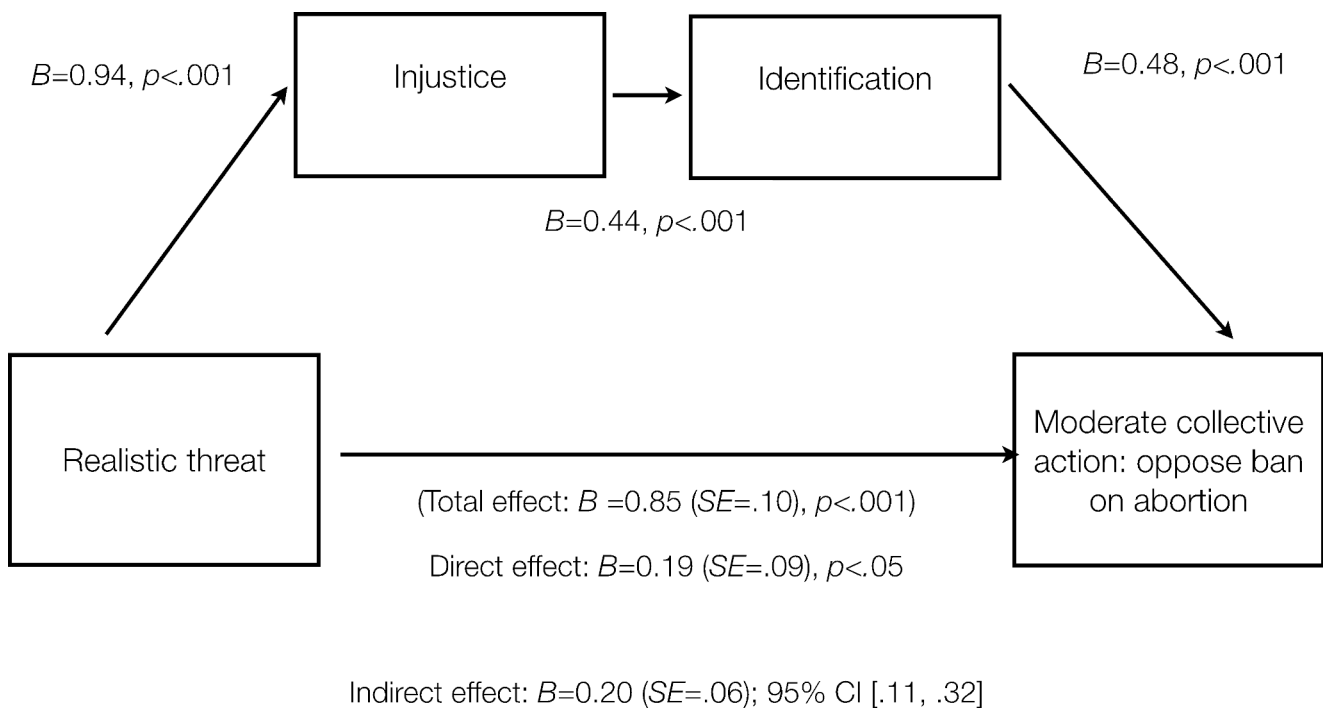 B=0.94, p<.001
Injustice
Identification
B=0.48, p<.001
B=0.44, p<.001
Realistic threat
Moderate collective
action: oppose ban
on abortion
(Total effect: B =0.85 (SE=.10), p<.001)
Direct effect: B=0.19 (SE=.09), p<.05
Indirect effect: B=0.20 (SE=.06); 95% CI [.11, .32]